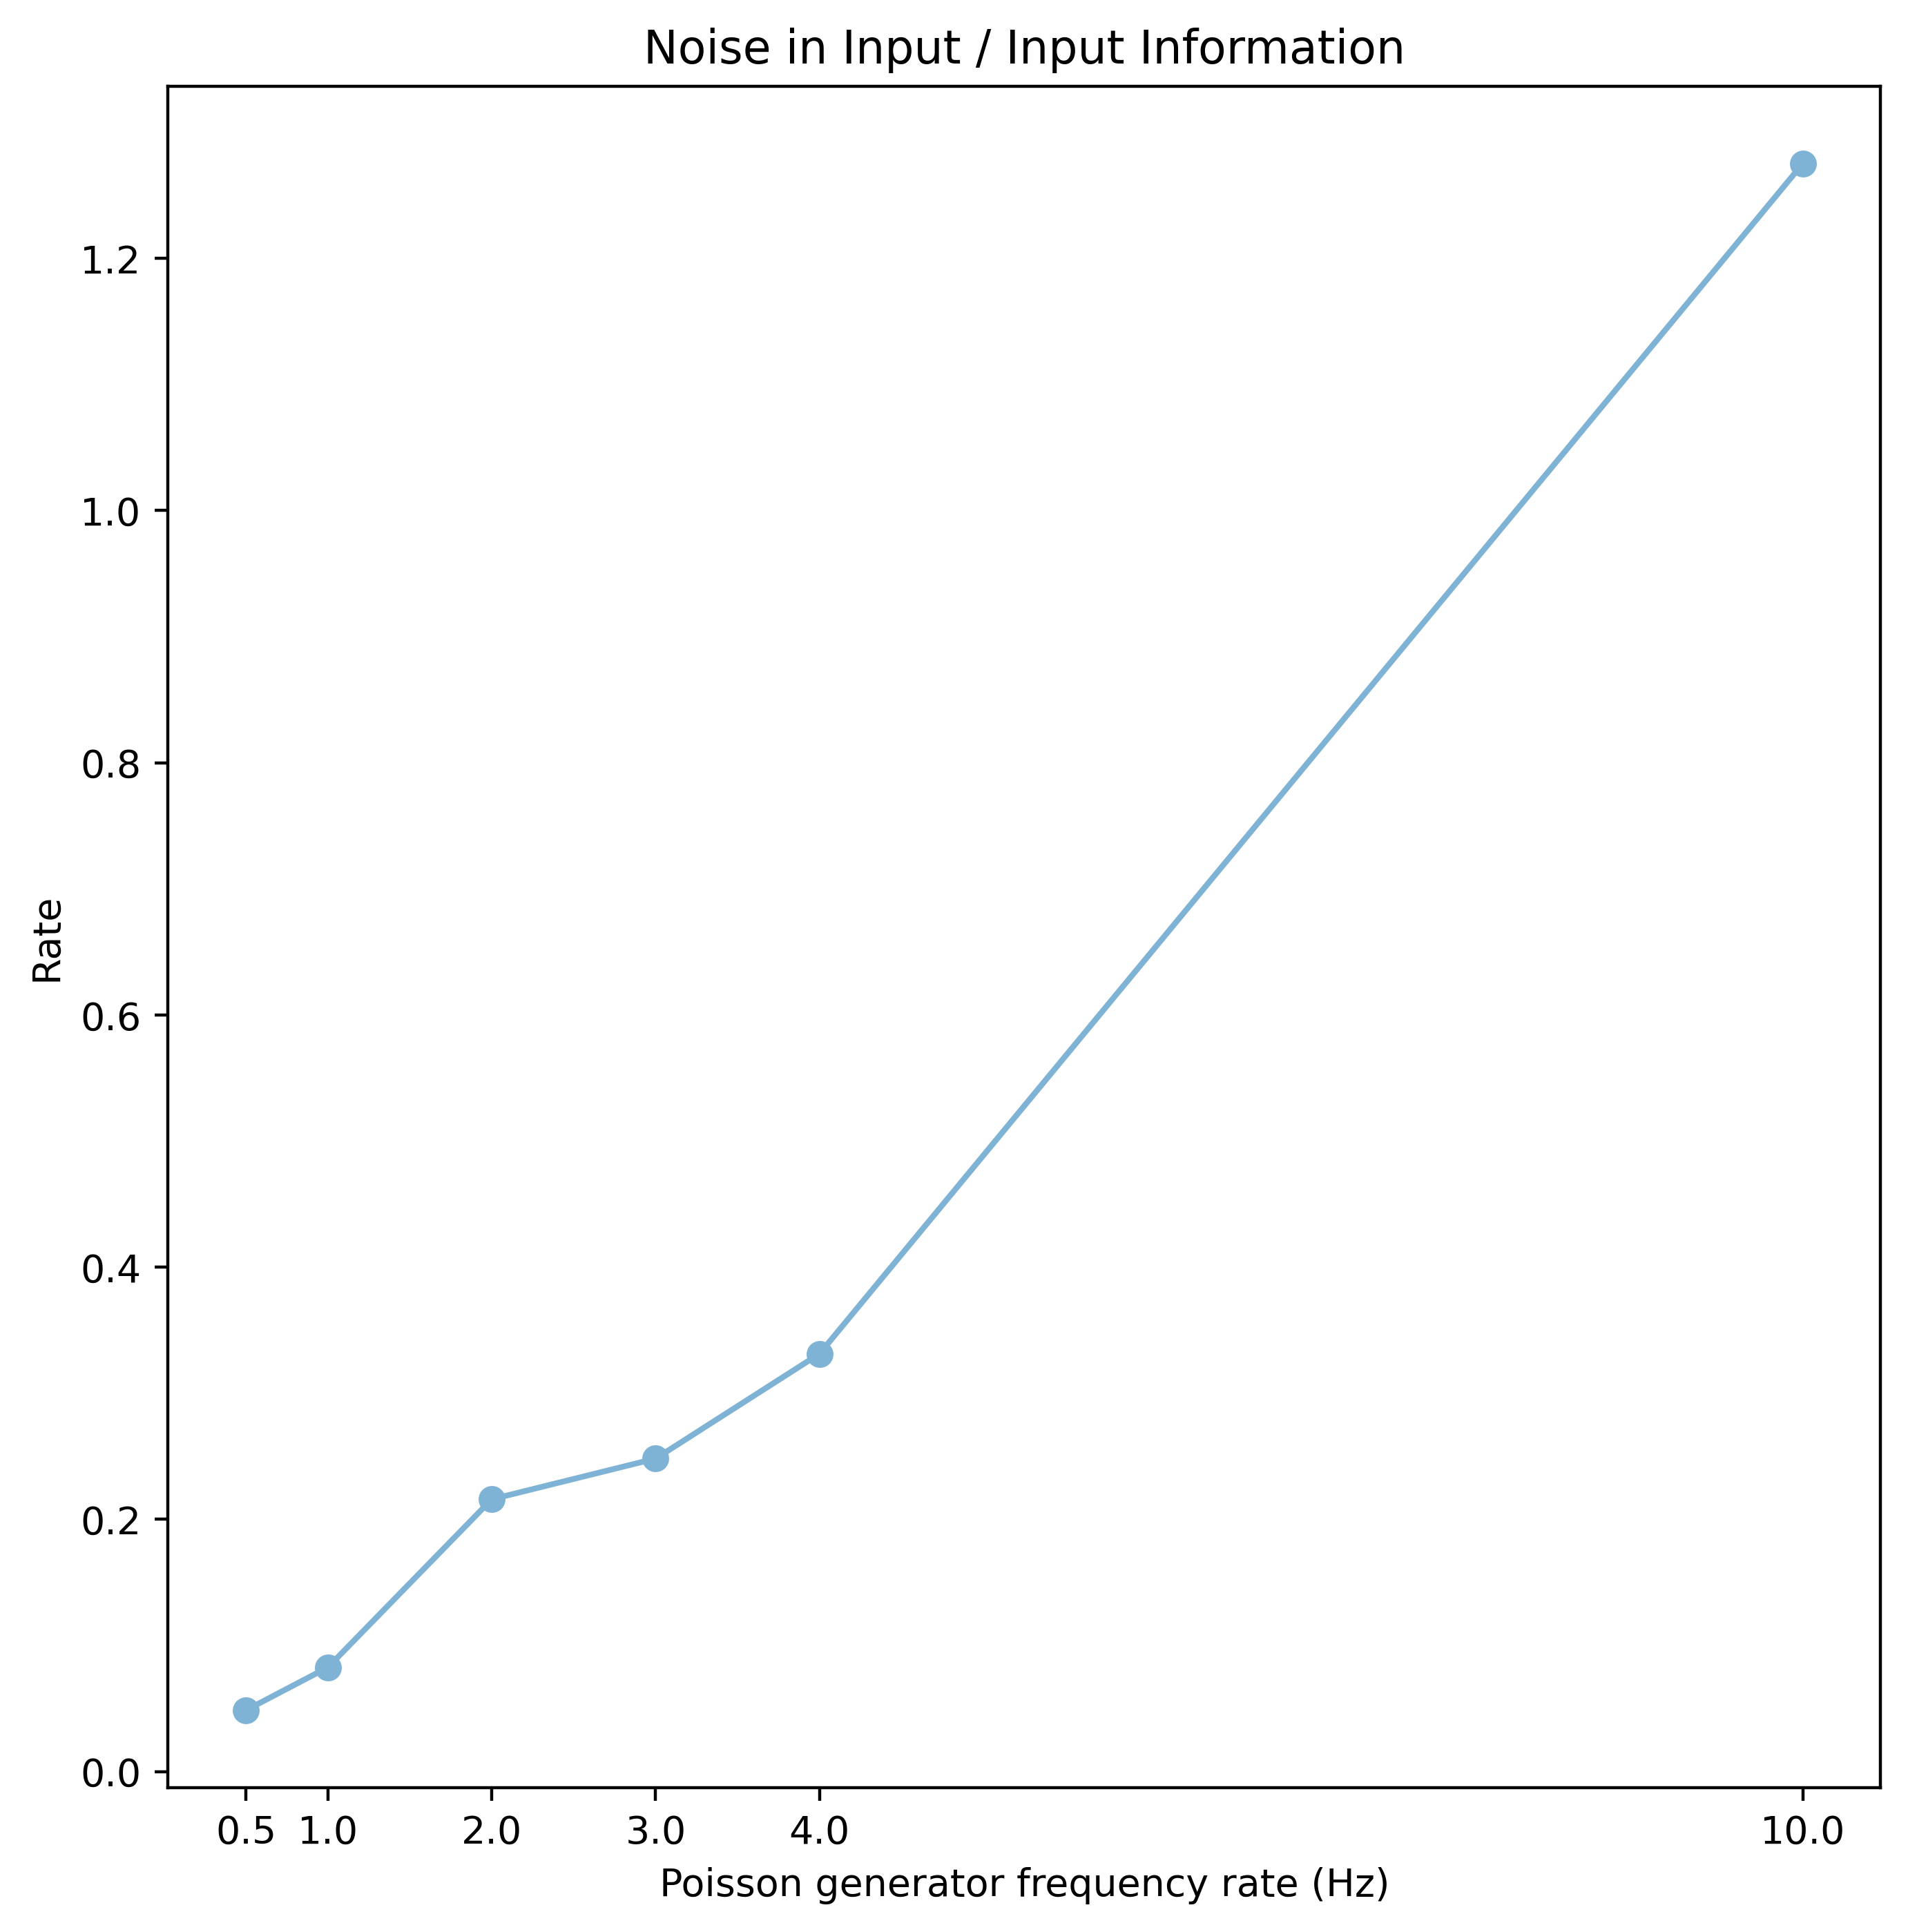 Noise in Input / Input Information
1.2
1.0
0.8
0.6
0.4
0.2
0.0
Rate
0.5 1.0 2.0 3.0 4.0 10.0
Poisson generator frequency rate (Hz)